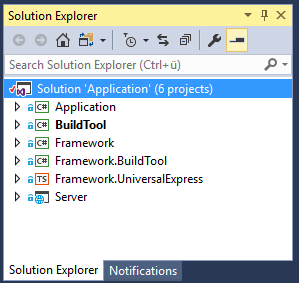 Solution Explorer
Search Solution Explorer (Ctrl+ü)
Solution 'Application' (6 projects)
C# Application
C# BuildTool
C# Framework
C# Framework.BuildTool
TS Framework.UniversalExpress
Server
Solution Explorer Notifications